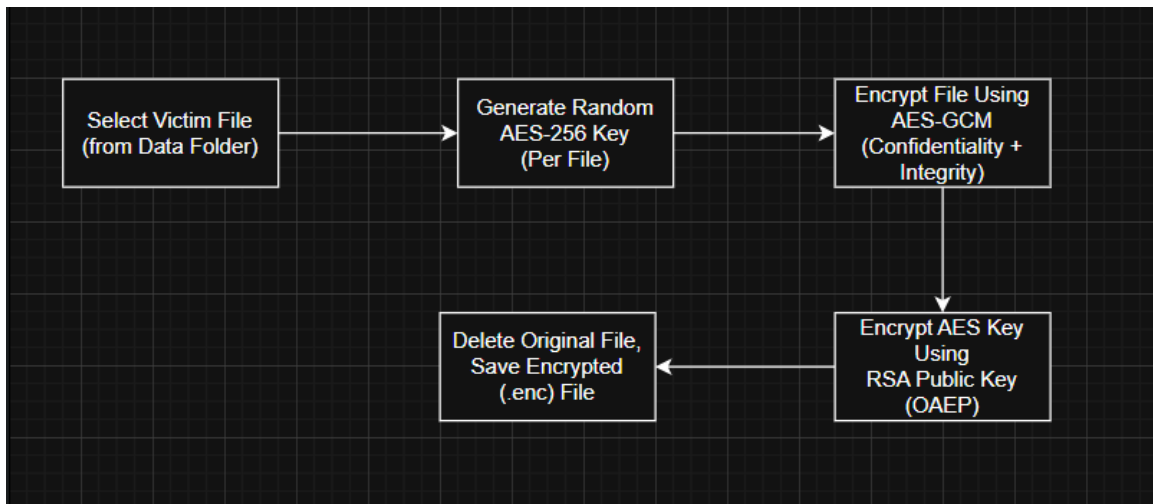 Select Victim File
(from Data Folder)
Generate Random
AES-256 Key
(Per File)
Encrypt File Using
AES-GCM
(Confidentiality +
Integrity)
Encrypt AES Key
Using
RSA Public Key
(OAEP)
Delete Original File,
Save Encrypted
(.enc) File